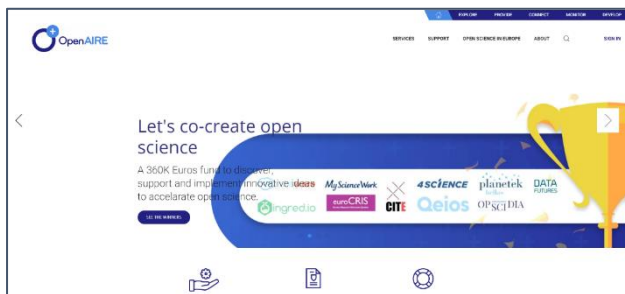 EXPLORE PROVIDE CONNECT MONITOR DEVELOP
OpenAIRE
SERVICES SUPPORT OPEN SCIENCE IN EUROPE ABOUT SIGN IN
Let's co-create open
science
A 360K Euros fund to discover,
support and implement innovative ideas
to accelarate open science.
SEE THE WINNERS
MyScienceWork
CITE
4SCIENCE
planetek
DATA
FUTURES
ingred.io
euroCRIS
Qeios
OPSCIDIA